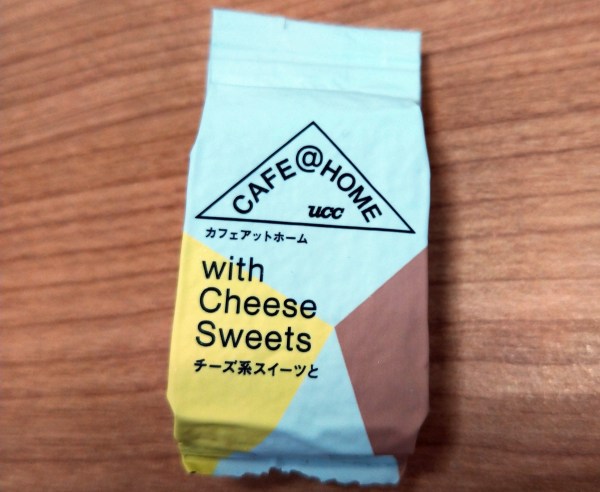 CAFE@HOME
ucc
カフェアットホーム
with
Cheese
Sweets
チーズ系スイーツと